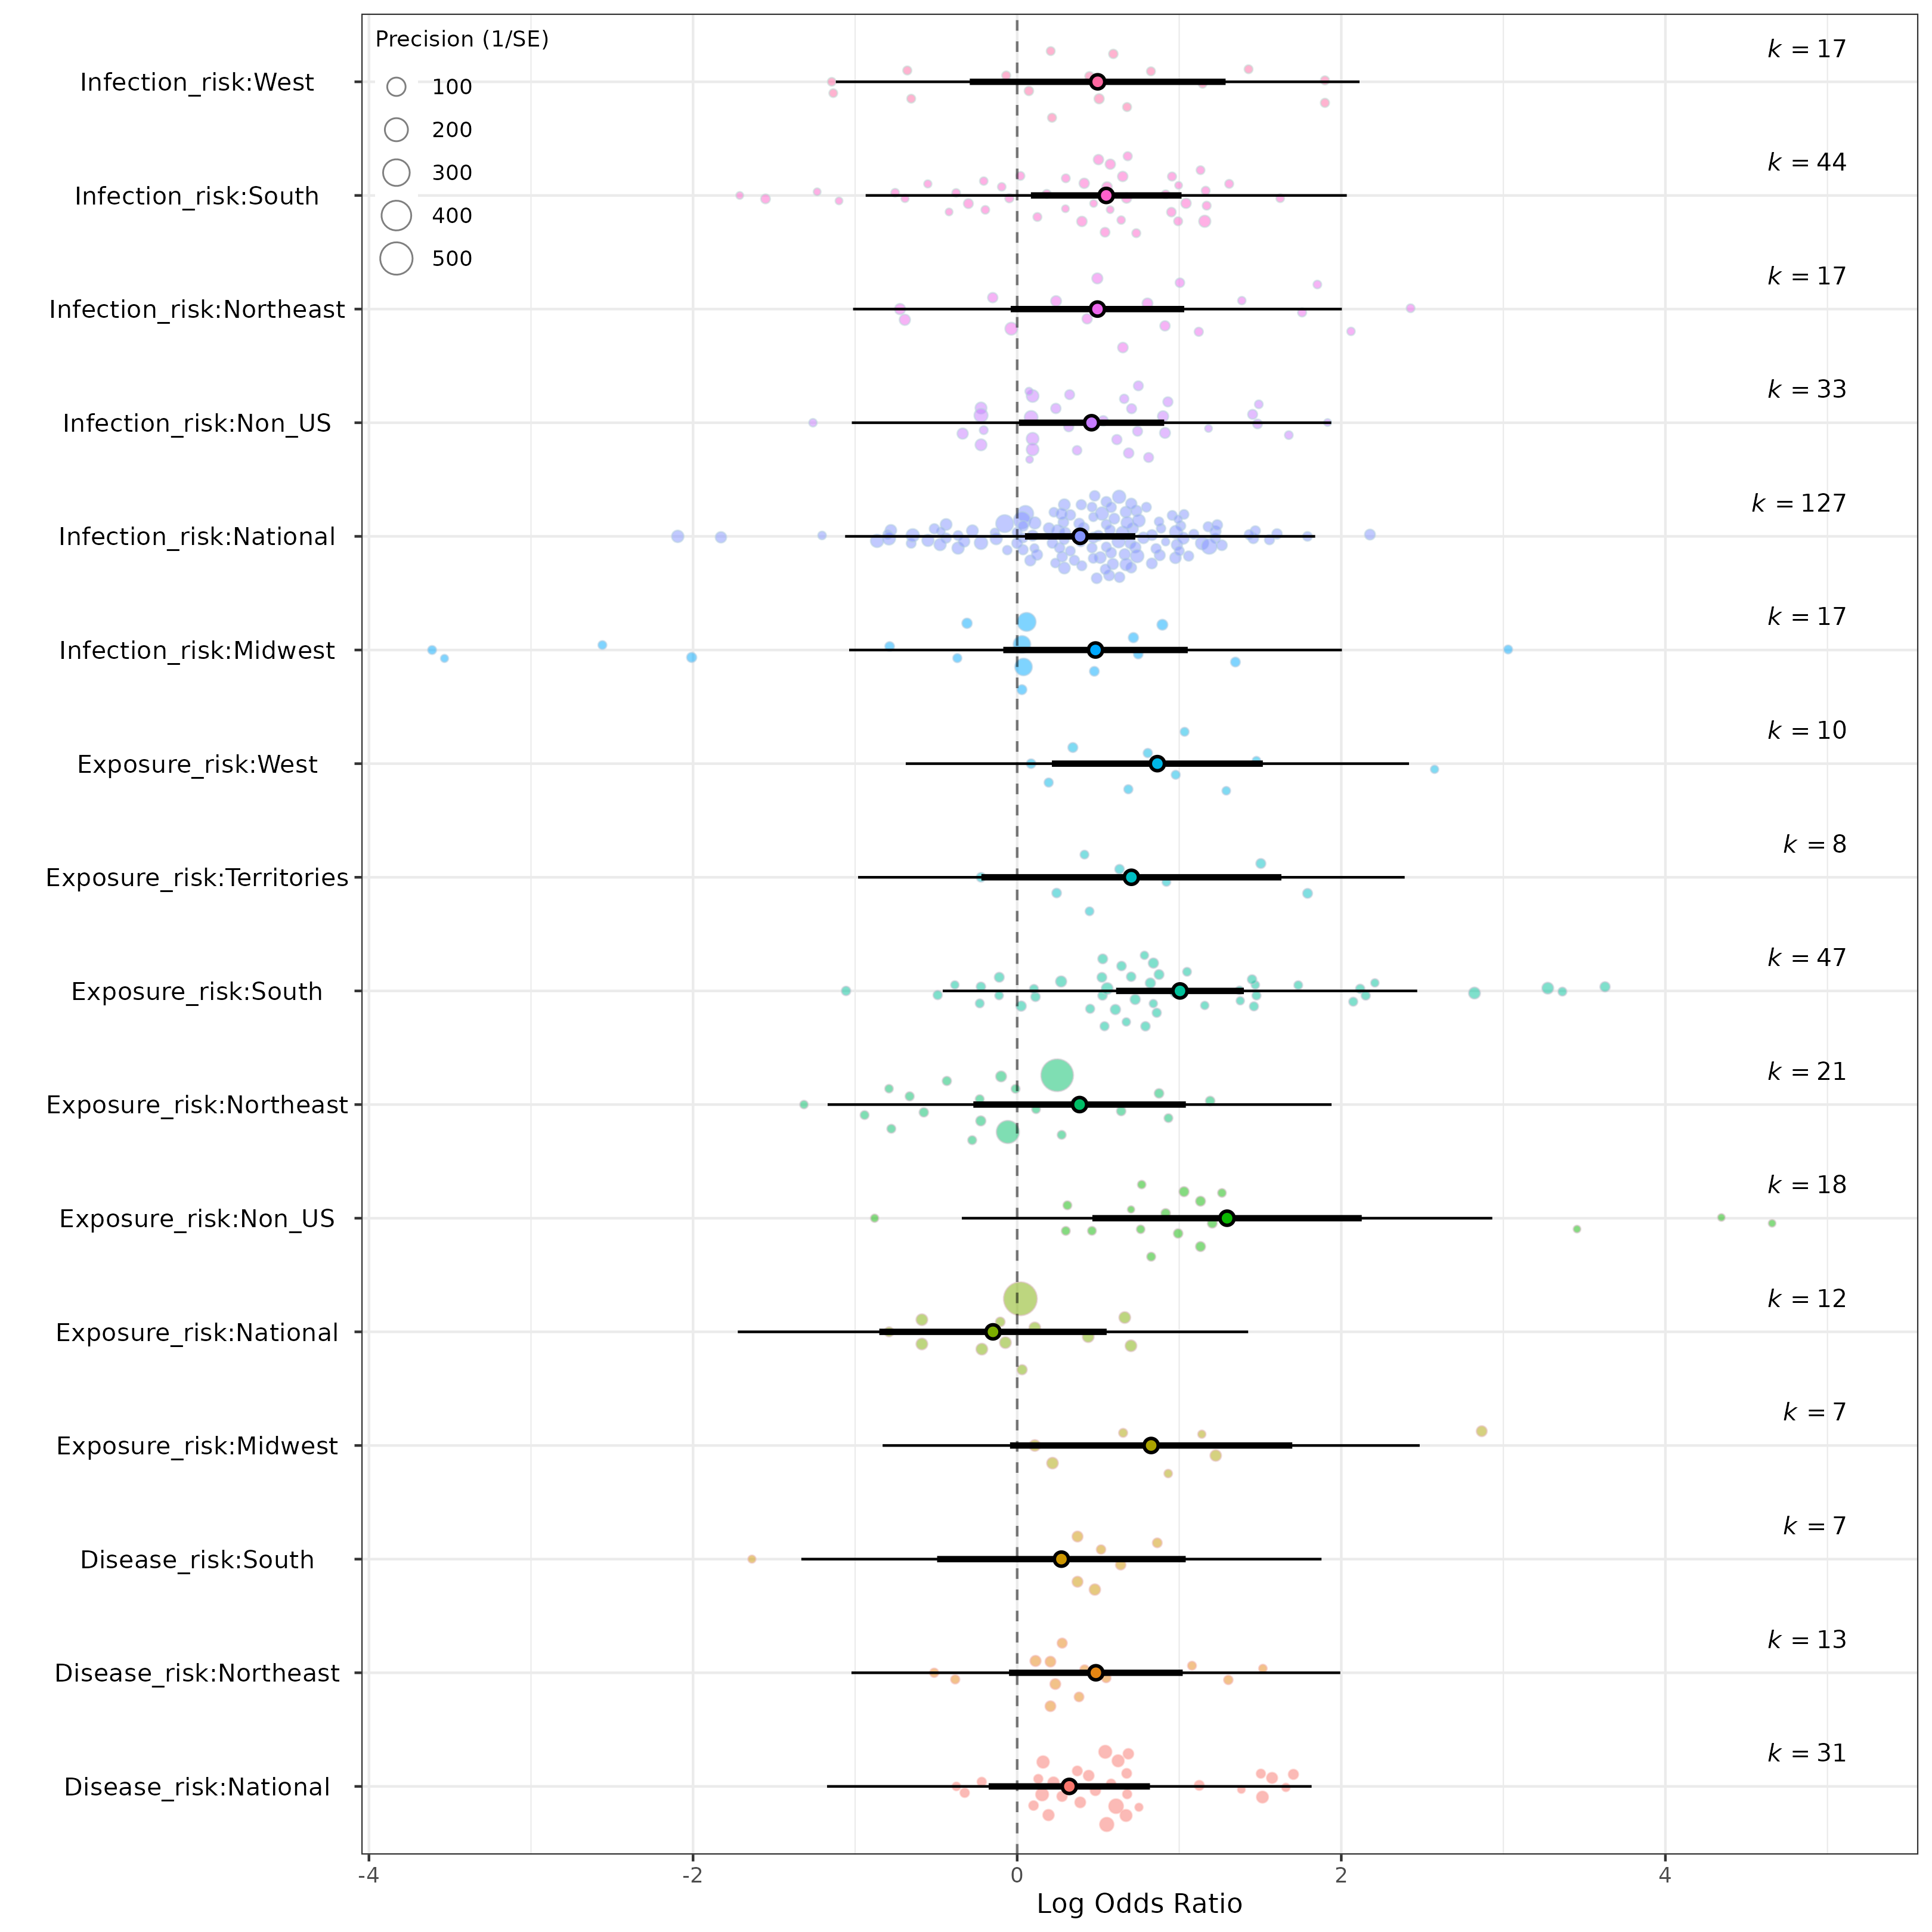 Precision (1/SE)
100
200
300
400
500
Infection_risk:West
k = 17
Infection_risk:South
k = 44
Infection_risk:Northeast
k = 17
Infection_risk:Non_US
k = 33
Infection_risk:National
k = 127
Infection_risk:Midwest
k = 17
Exposure_risk:West
k = 10
Exposure_risk:Territories
k = 8
Exposure_risk:South
k = 47
Exposure_risk:Northeast
k = 21
Exposure_risk:Non_US
k = 18
Exposure_risk:National
k = 12
Exposure_risk:Midwest
k = 7
Disease_risk:South
k = 7
Disease_risk:Northeast
k = 13
Disease_risk:National
k = 31
-4 -2 0 2 4
Log Odds Ratio